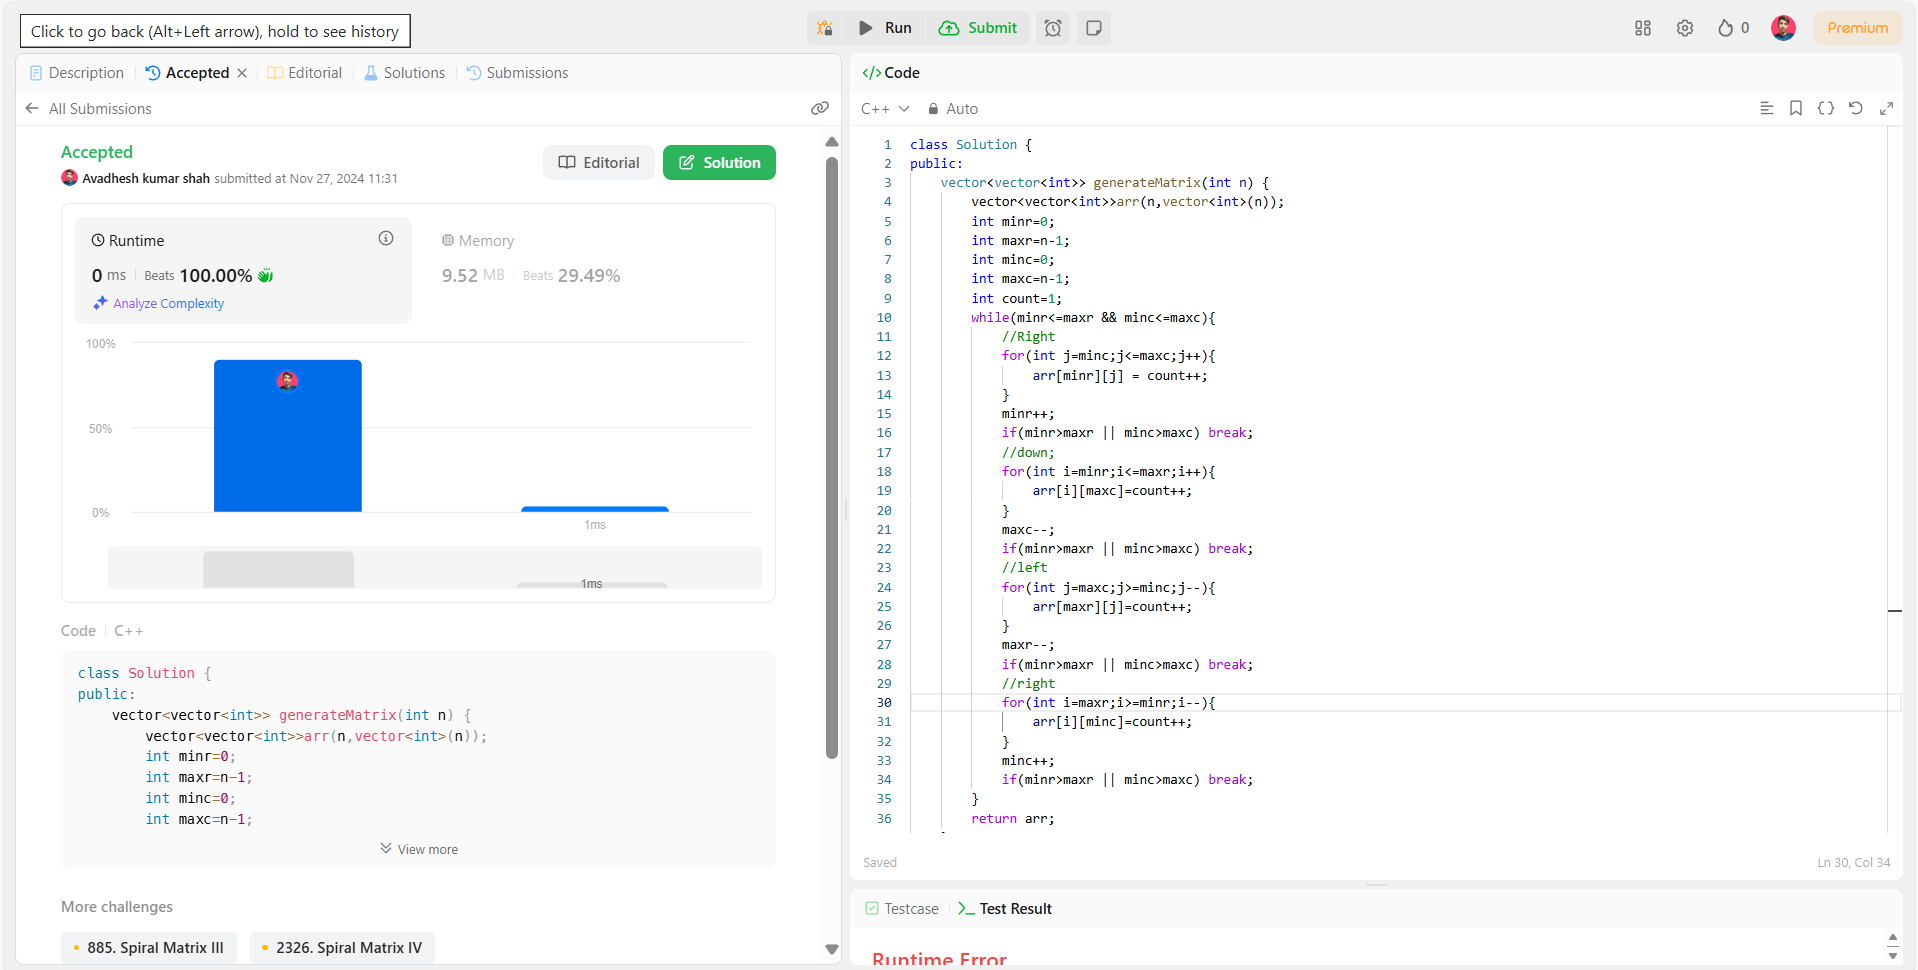 Click to go back (Alt+Left arrow), hold to see history
Run
Submit
0
Premium
Description
Accepted
Editorial
Solutions
Submissions
All Submissions
Accepted
Avadhesh kumar shah submitted at Nov 27, 2024 11:31
Editorial
Solution
Runtime
0 ms
Beats 100.00%
Analyze Complexity
Memory
9.52 MB
Beats 29.49%
100%
50%
0%
1ms
1ms
Code
C++
class Solution {
public:
    vector<vector<int>> generateMatrix(int n) {
        vector<vector<int>>arr(n,vector<int>(n));
        int minr=0;
        int maxr=n-1;
        int minc=0;
        int maxc=n-1;
View more
More challenges
885. Spiral Matrix III
2326. Spiral Matrix IV
</> Code
C++
Auto
1 class Solution {
2 public:
3     vector<vector<int>> generateMatrix(int n) {
4         vector<vector<int>>arr(n,vector<int>(n));
5         int minr=0;
6         int maxr=n-1;
7         int minc=0;
8         int maxc=n-1;
9         int count=1;
10         while(minr<=maxr && minc<=maxc){
11             //Right
12             for(int j=minc;j<=maxc;j++){
13                 arr[minr][j] = count++;
14             }
15             minr++;
16             if(minr>maxr || minc>maxc) break;
17             //down;
18             for(int i=minr;i<=maxr;i++){
19                 arr[i][maxc]=count++;
20             }
21             maxc--;
22             if(minr>maxr || minc>maxc) break;
23             //left
24             for(int j=maxc;j>=minc;j--){
25                 arr[maxr][j]=count++;
26             }
27             maxr--;
28             if(minr>maxr || minc>maxc) break;
29             //right
30             for(int i=maxr;i>=minr;i--){
31                 arr[i][minc]=count++;
32             }
33             minc++;
34             if(minr>maxr || minc>maxc) break;
35         }
36         return arr;
Saved
Ln 30, Col 34
Testcase
Test Result
Runtime Error